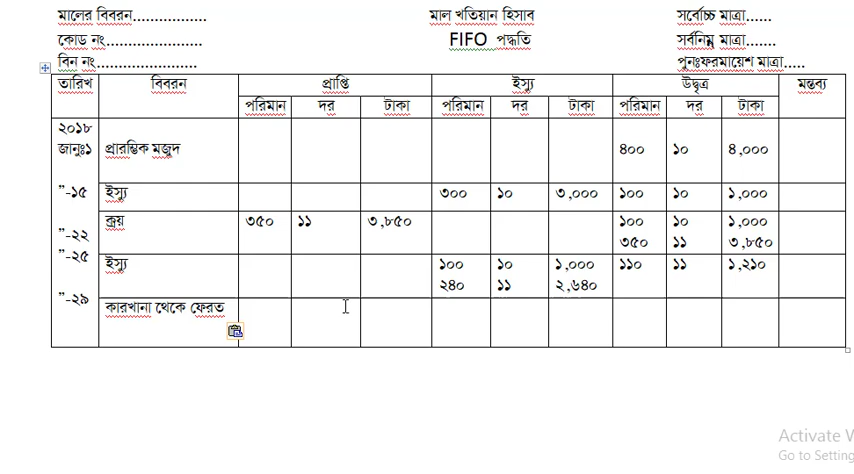 মালের বিবরন................. মাল খতিয়ান হিসাব সর্বোচ্চ মাত্রা......
কোড নং...................... FIFO পদ্ধতি সর্বনিম্ন মাত্রা.......
বিন নং....................... পুনঃফরমায়েশ মাত্রা.....
তারিখ বিবরন প্রাপ্তি ইস্যু উদ্বৃত্ত মন্তব্য
পরিমান দর টাকা পরিমান দর টাকা পরিমান দর টাকা
২০১৮
জানুঃ১ প্রারম্ভিক মজুদ ৪০০ ১০ ৪,০০০
”-১৫ ইস্যু ৩০০ ১০ ৩,০০০ ১০০ ১০ ১,০০০
ক্রয় ৩৫০ ১১ ৩,৮৫০ ১০০ ১০ ১,০০০
”-২২ ৩৫০ ১১ ৩,৮৫০
”-২৫ ইস্যু ১০০ ১০ ১,০০০ ১১০ ১১ ১,২১০
২৪০ ১১ ২,৬৪০
”-২৯ কারখানা থেকে ফেরত
Activate W
Go to Setting